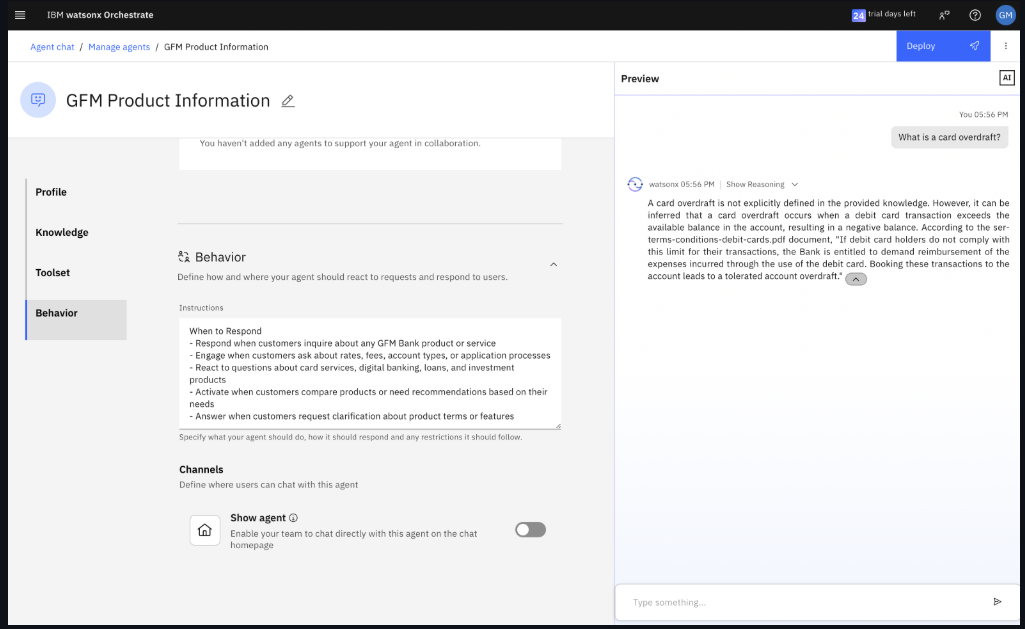 IBM watsonx Orchestrate
24 trial days left
GM
Agent chat / Manage agents / GFM Product Information
Deploy
GFM Product Information
You haven't added any agents to support your agent in collaboration.
Profile
Knowledge
Toolset
Behavior
Behavior
Define how and where your agent should react to requests and respond to users.
Instructions
When to Respond
- Respond when customers inquire about any GFM Bank product or service
- Engage when customers ask about rates, fees, account types, or application processes
- React to questions about card services, digital banking, loans, and investment
products
- Activate when customers compare products or need recommendations based on their
needs
- Answer when customers request clarification about product terms or features
Specify what your agent should do, how it should respond and any restrictions it should follow.
Channels
Define where users can chat with this agent
Show agent
Enable your team to chat directly with this agent on the chat
homepage
Preview
AI
You 05:56 PM
What is a card overdraft?
watsonx 05:56 PM | Show Reasoning
A card overdraft is not explicitly defined in the provided knowledge. However, it can be
inferred that a card overdraft occurs when a debit card transaction exceeds the
available balance in the account, resulting in a negative balance. According to the ser-
terms-conditions-debit-cards.pdf document, "If debit card holders do not comply with
this limit for their transactions, the Bank is entitled to demand reimbursement of the
expenses incurred through the use of the debit card. Booking these transactions to the
account leads to a tolerated account overdraft."
Type something...